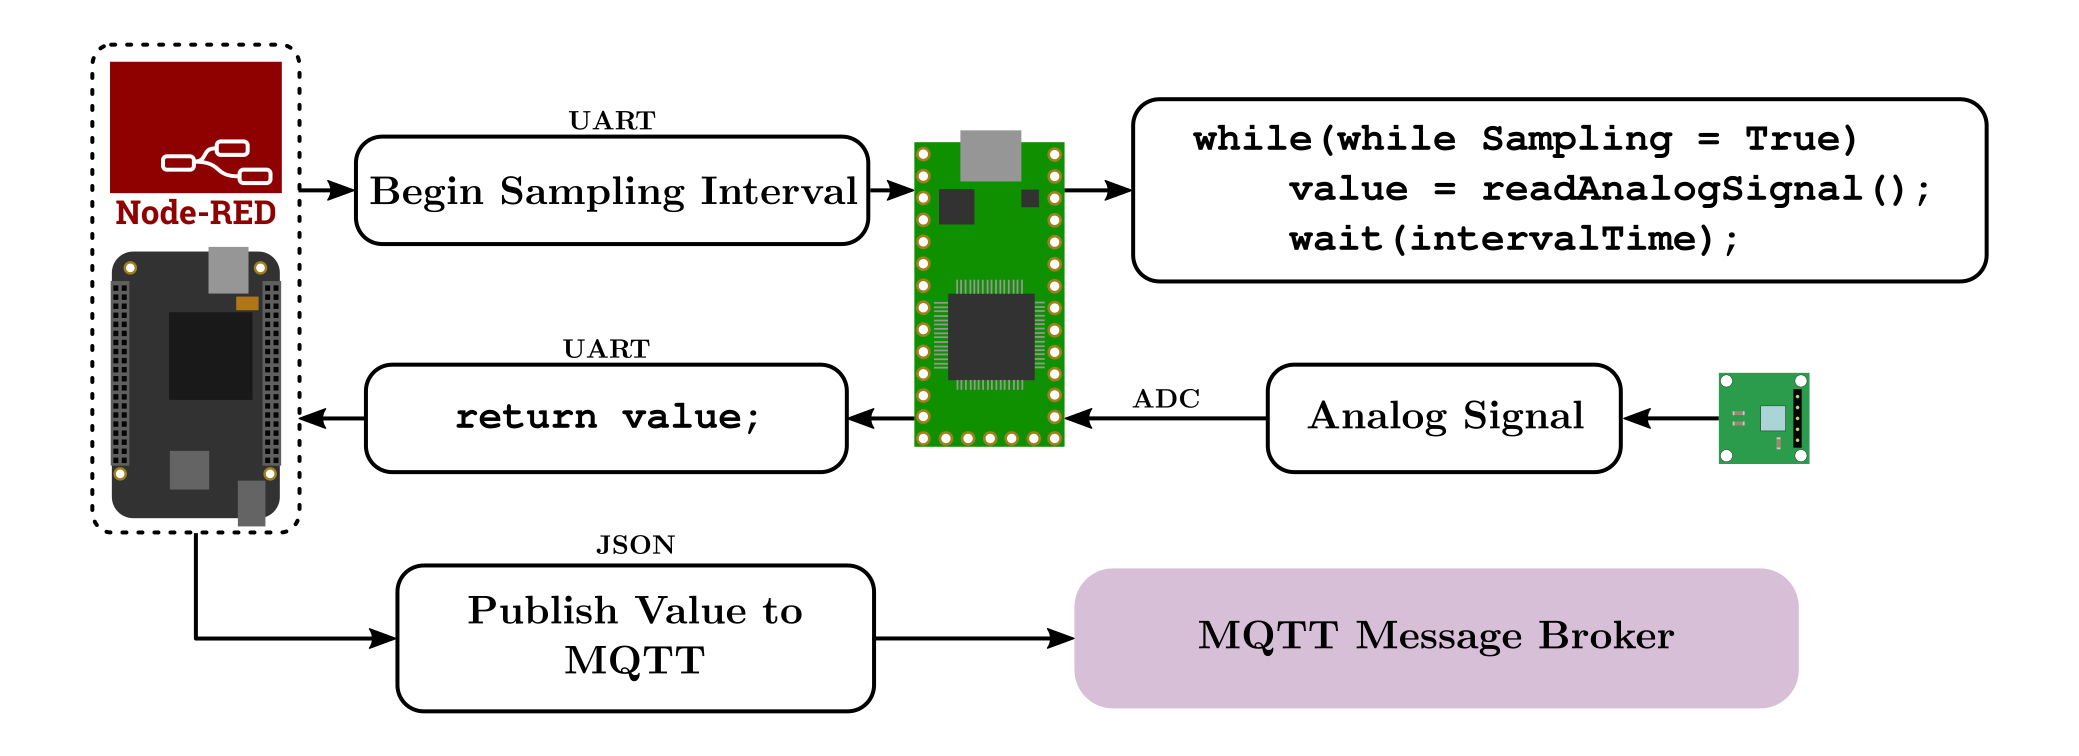 Node-RED
UART
Begin Sampling Interval
while(while Sampling = True)
value = readAnalogSignal();
wait(intervalTime);
UART
return value;
ADC
Analog Signal
JSON
Publish Value to
MQTT
MQTT Message Broker